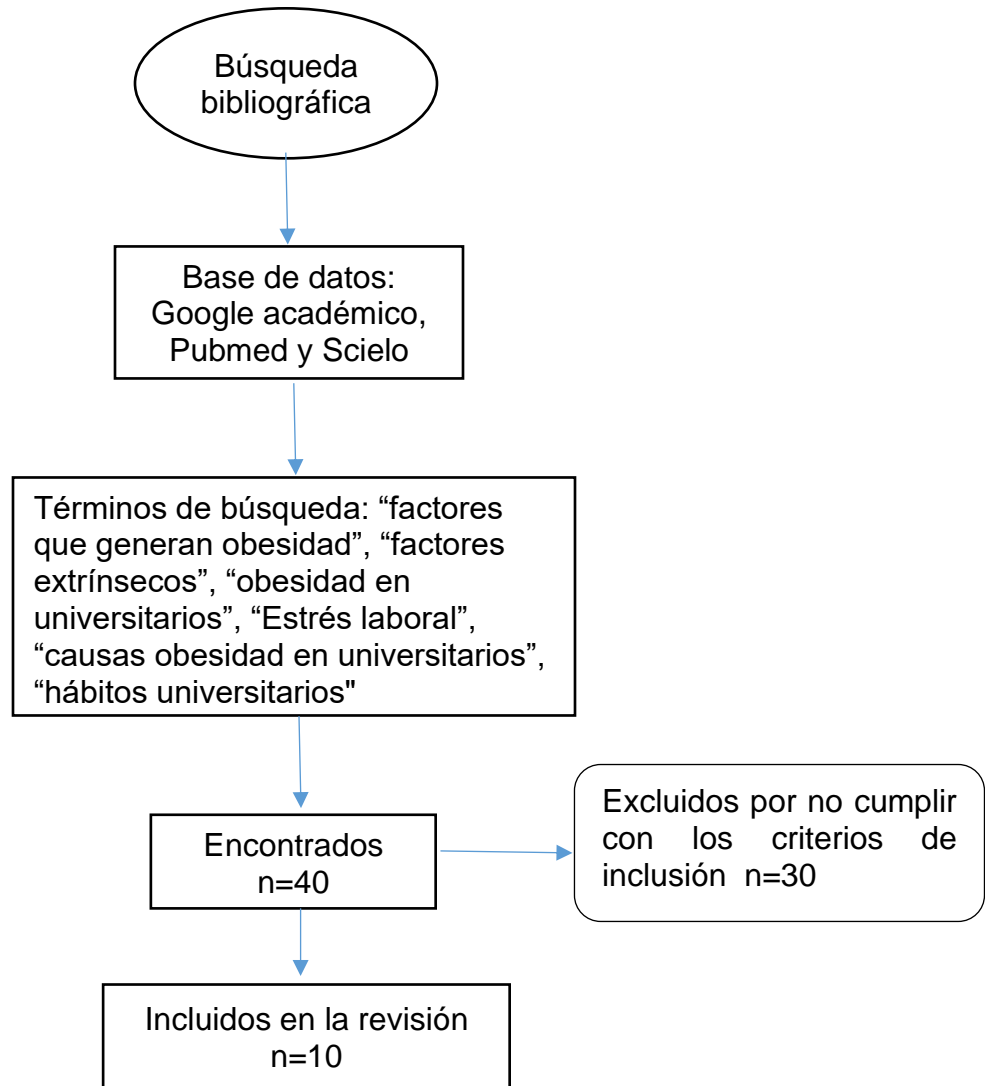 Búsqueda
bibliográfica
Base de datos:
Google académico,
Pubmed y Scielo
Términos de búsqueda: “factores
que generan obesidad”, “factores
extrínsecos”, “obesidad en
universitarios”, “Estrés laboral”,
“causas obesidad en universitarios”,
“hábitos universitarios"
Encontrados
n=40
Excluidos por no cumplir
con los criterios de
inclusión n=30
Incluidos en la revisión
n=10